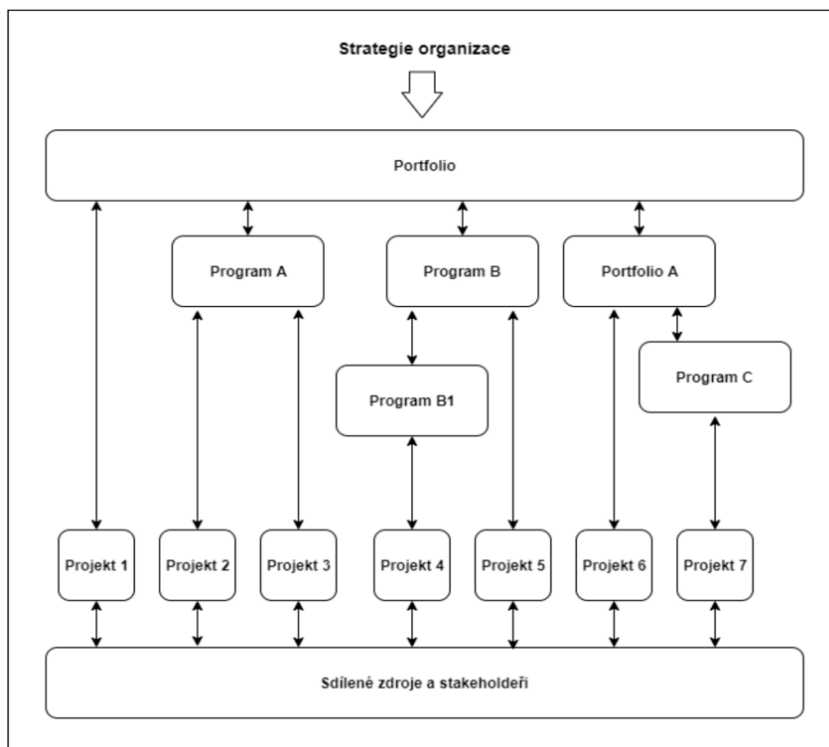 Strategie organizace
Portfolio
Program A
Program B
Portfolio A
Program B1
Program C
Projekt 1
Projekt 2
Projekt 3
Projekt 4
Projekt 5
Projekt 6
Projekt 7
Sdílené zdroje a stakeholdeři